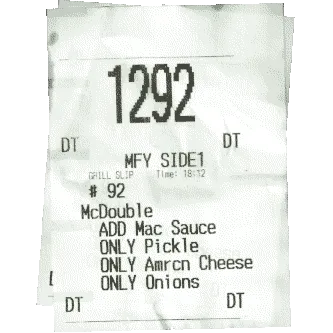 1292
DT DT
MFY SIDE1
GRILL SLIP Time: 18:12
# 92
McDouble
ADD Mac Sauce
ONLY Pickle
ONLY Amrcn Cheese
ONLY Onions
DT DT